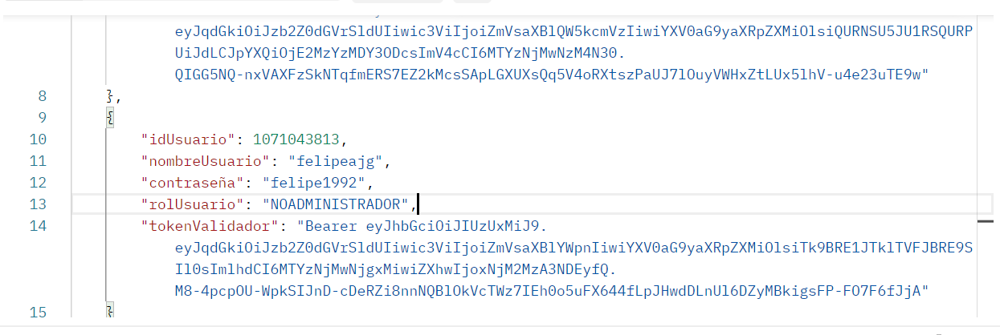 eyJqdGkiOiJzb2Z0dGVrSldUIiwic3ViIjoiZmVsaXBlQW5kcmVzIiwiYXV0aG9yaXRpZXMiOlsiQURNSU5JU1RSQURP
UiJdLCJpYXQiOjE2MzYzMDY3ODcsImV4cCI6MTYzNjMwNzM4N30.
QIGG5NQ-nxVAXFzSkNTqfmERS7EZ2kMcsSApLGXUXsQq5V4oRXtszPaUJ7lOuyVWHxZtLUx5lhV-u4e23uTE9w"
8 },
9 {
10 "idUsuario": 1071043813,
11 "nombreUsuario": "felipeajg",
12 "contraseña": "felipe1992",
13 "rolUsuario": "NOADMINISTRADOR",
14 "tokenValidador": "Bearer eyJhbGciOiJIUzUxMiJ9.
eyJqdGkiOiJzb2Z0dGVrSldUIiwic3ViIjoiZmVsaXBlYWpnIiwiYXV0aG9yaXRpZXMiOlsiTk9BRE1JTklTVFJBRE9S
Il0sImlhdCI6MTYzNjMwNjgxMiwiZXhwIjoxNjM2MzA3NDEyfQ.
M8-4pcpOU-WpkSIJnD-cDeRZi8nnNQBlOkVcTWz7IEh0o5uFX644fLpJHwdDLnUl6DZyMBkigsFP-FO7F6fJjA"
15 }